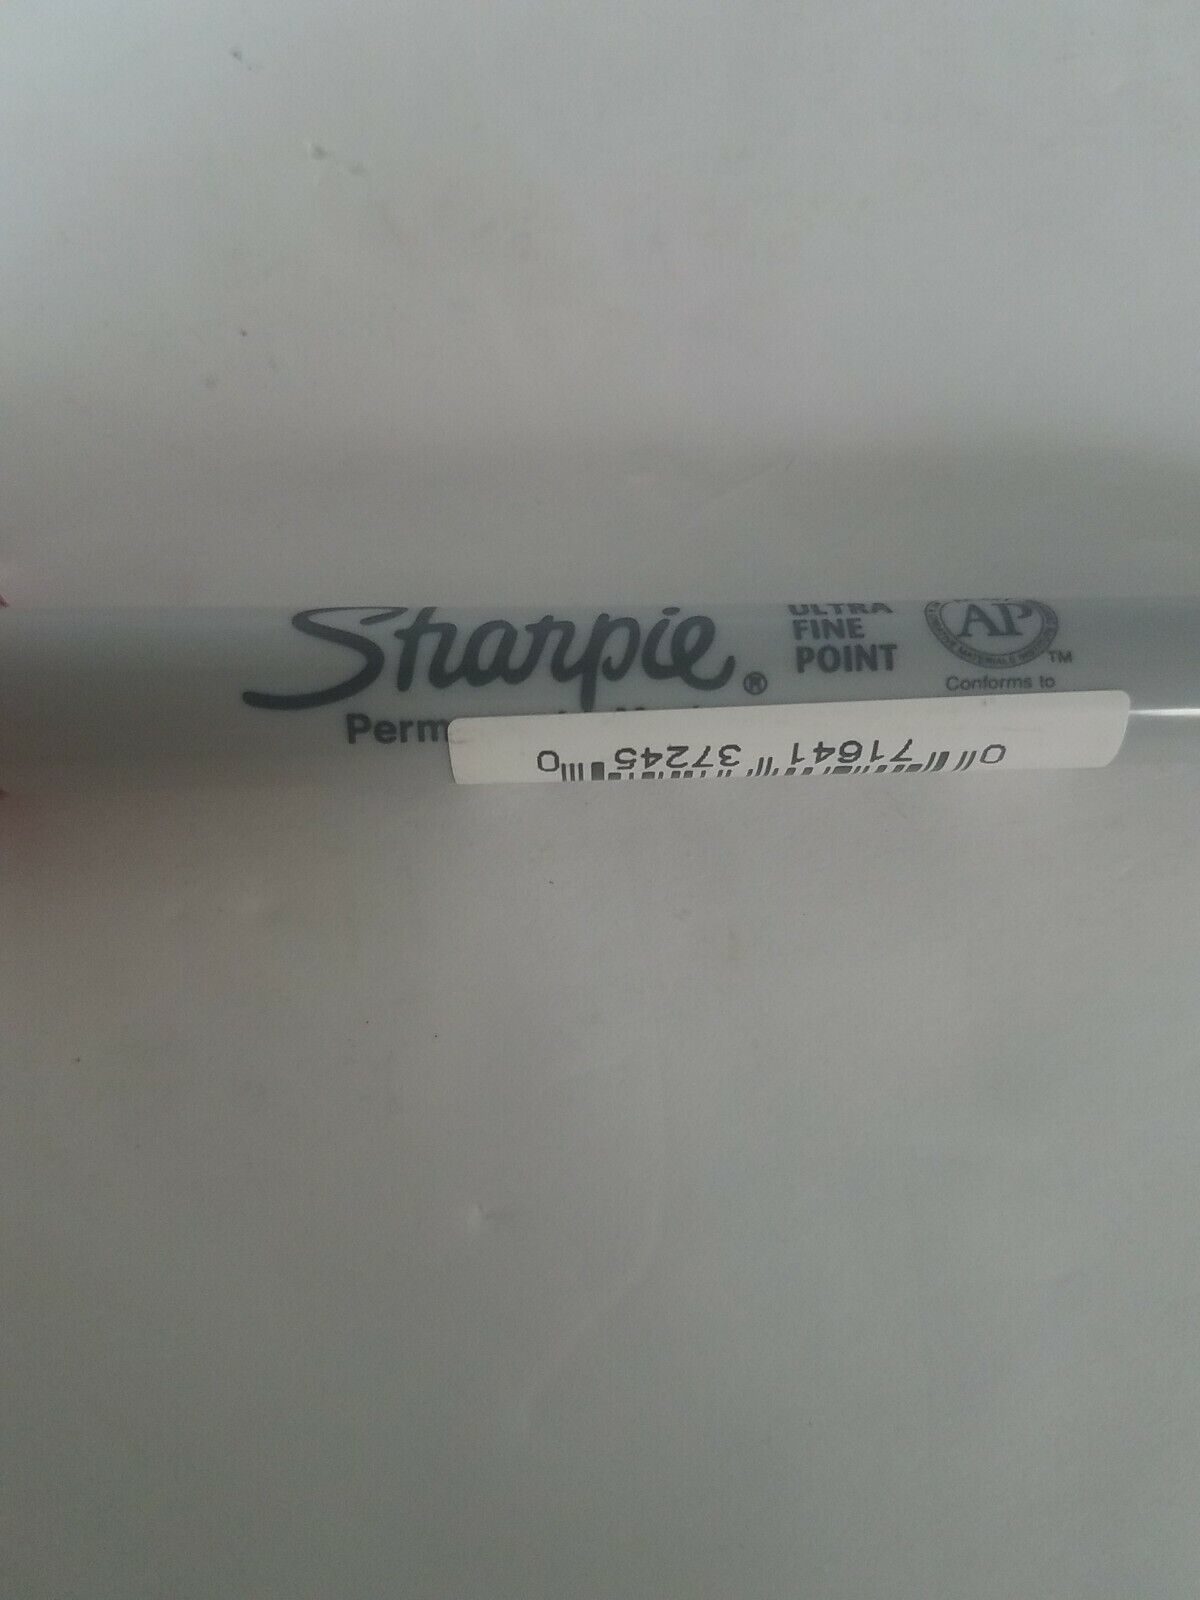 Sharpie®
ULTRA
FINE
POINT
AP
TM
Conforms to
Perm
0 71641 37245 0